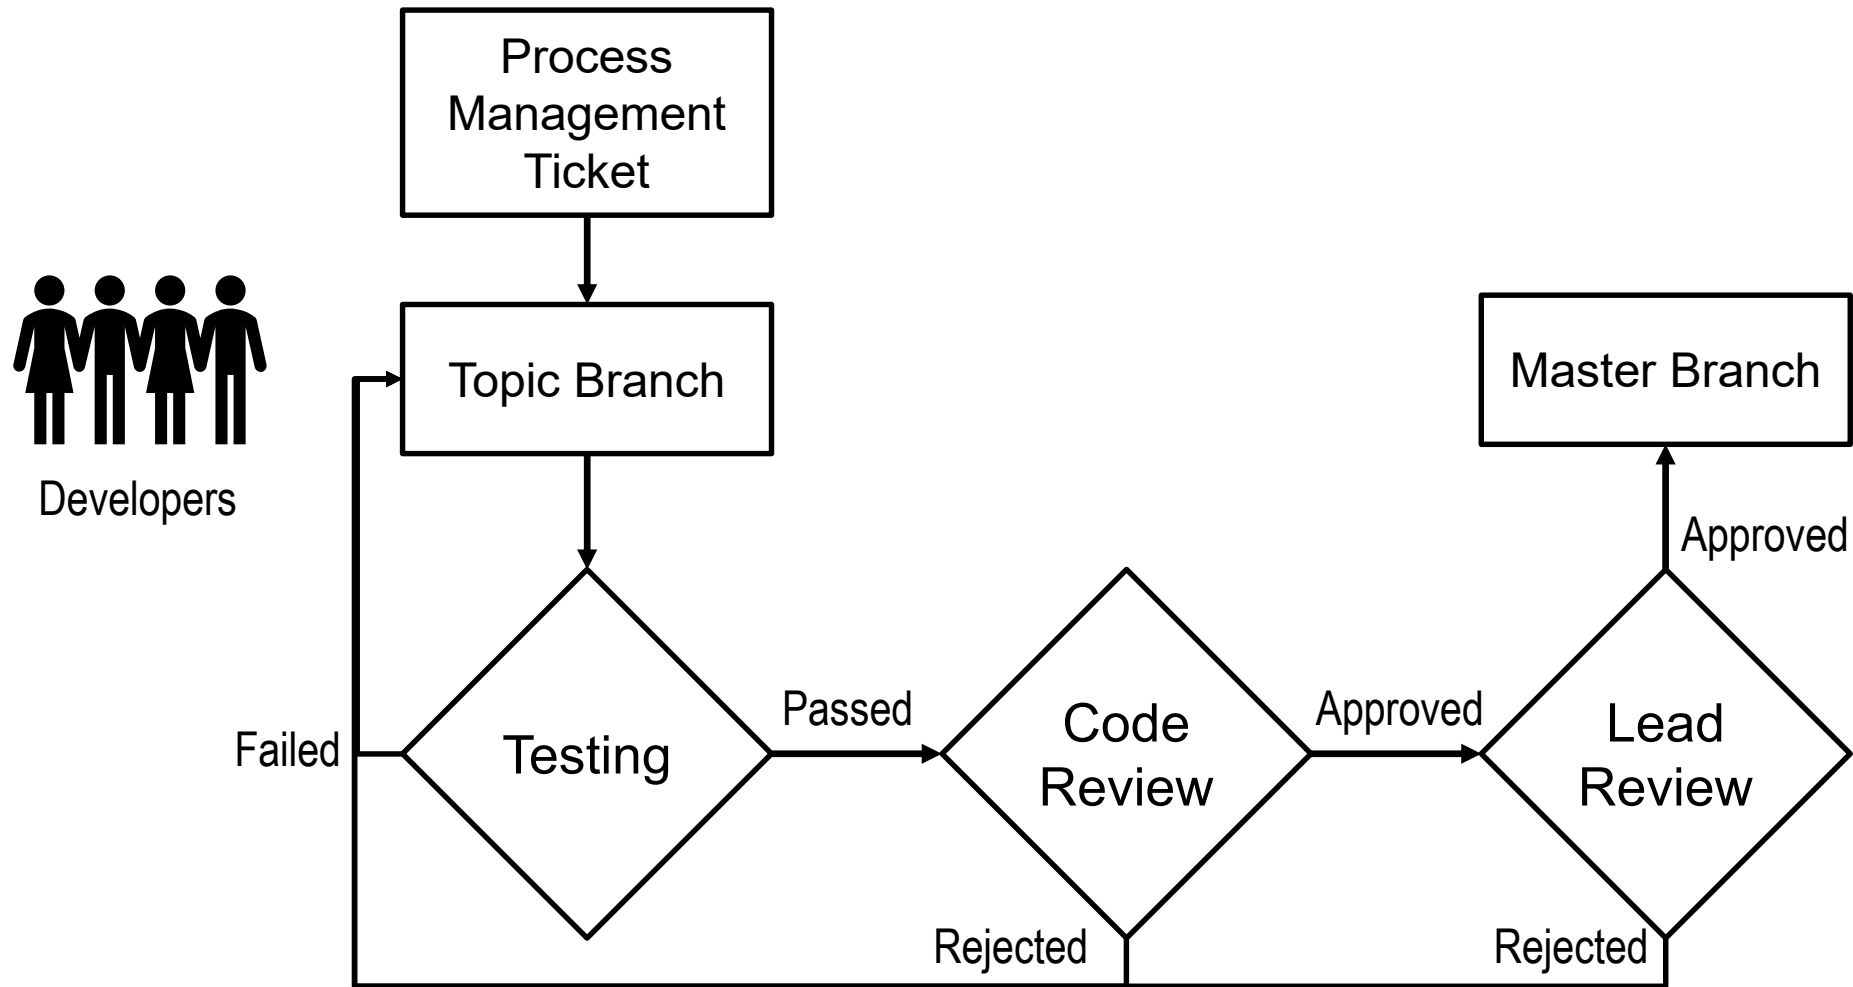 Process
Management
Ticket
Topic Branch
Master Branch
Developers
Approved
Failed
Testing
Passed
Code
Review
Approved
Lead
Review
Rejected
Rejected